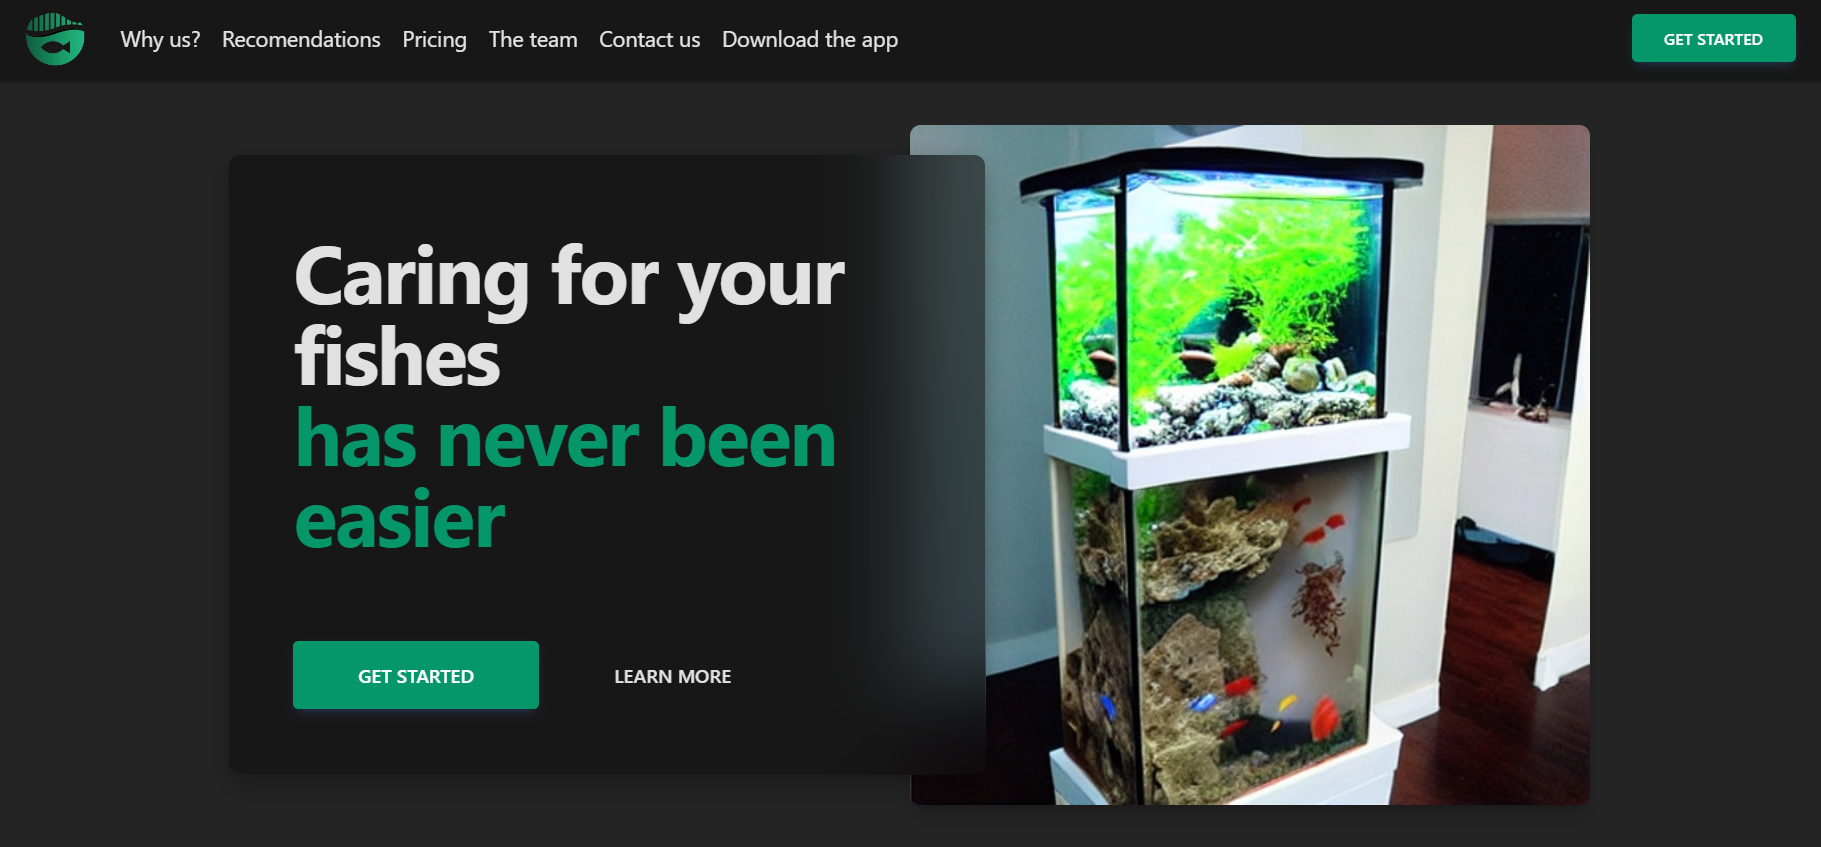 Why us? Recomendations Pricing The team Contact us Download the app GET STARTED
Caring for your
fishes
has never been
easier
GET STARTED LEARN MORE